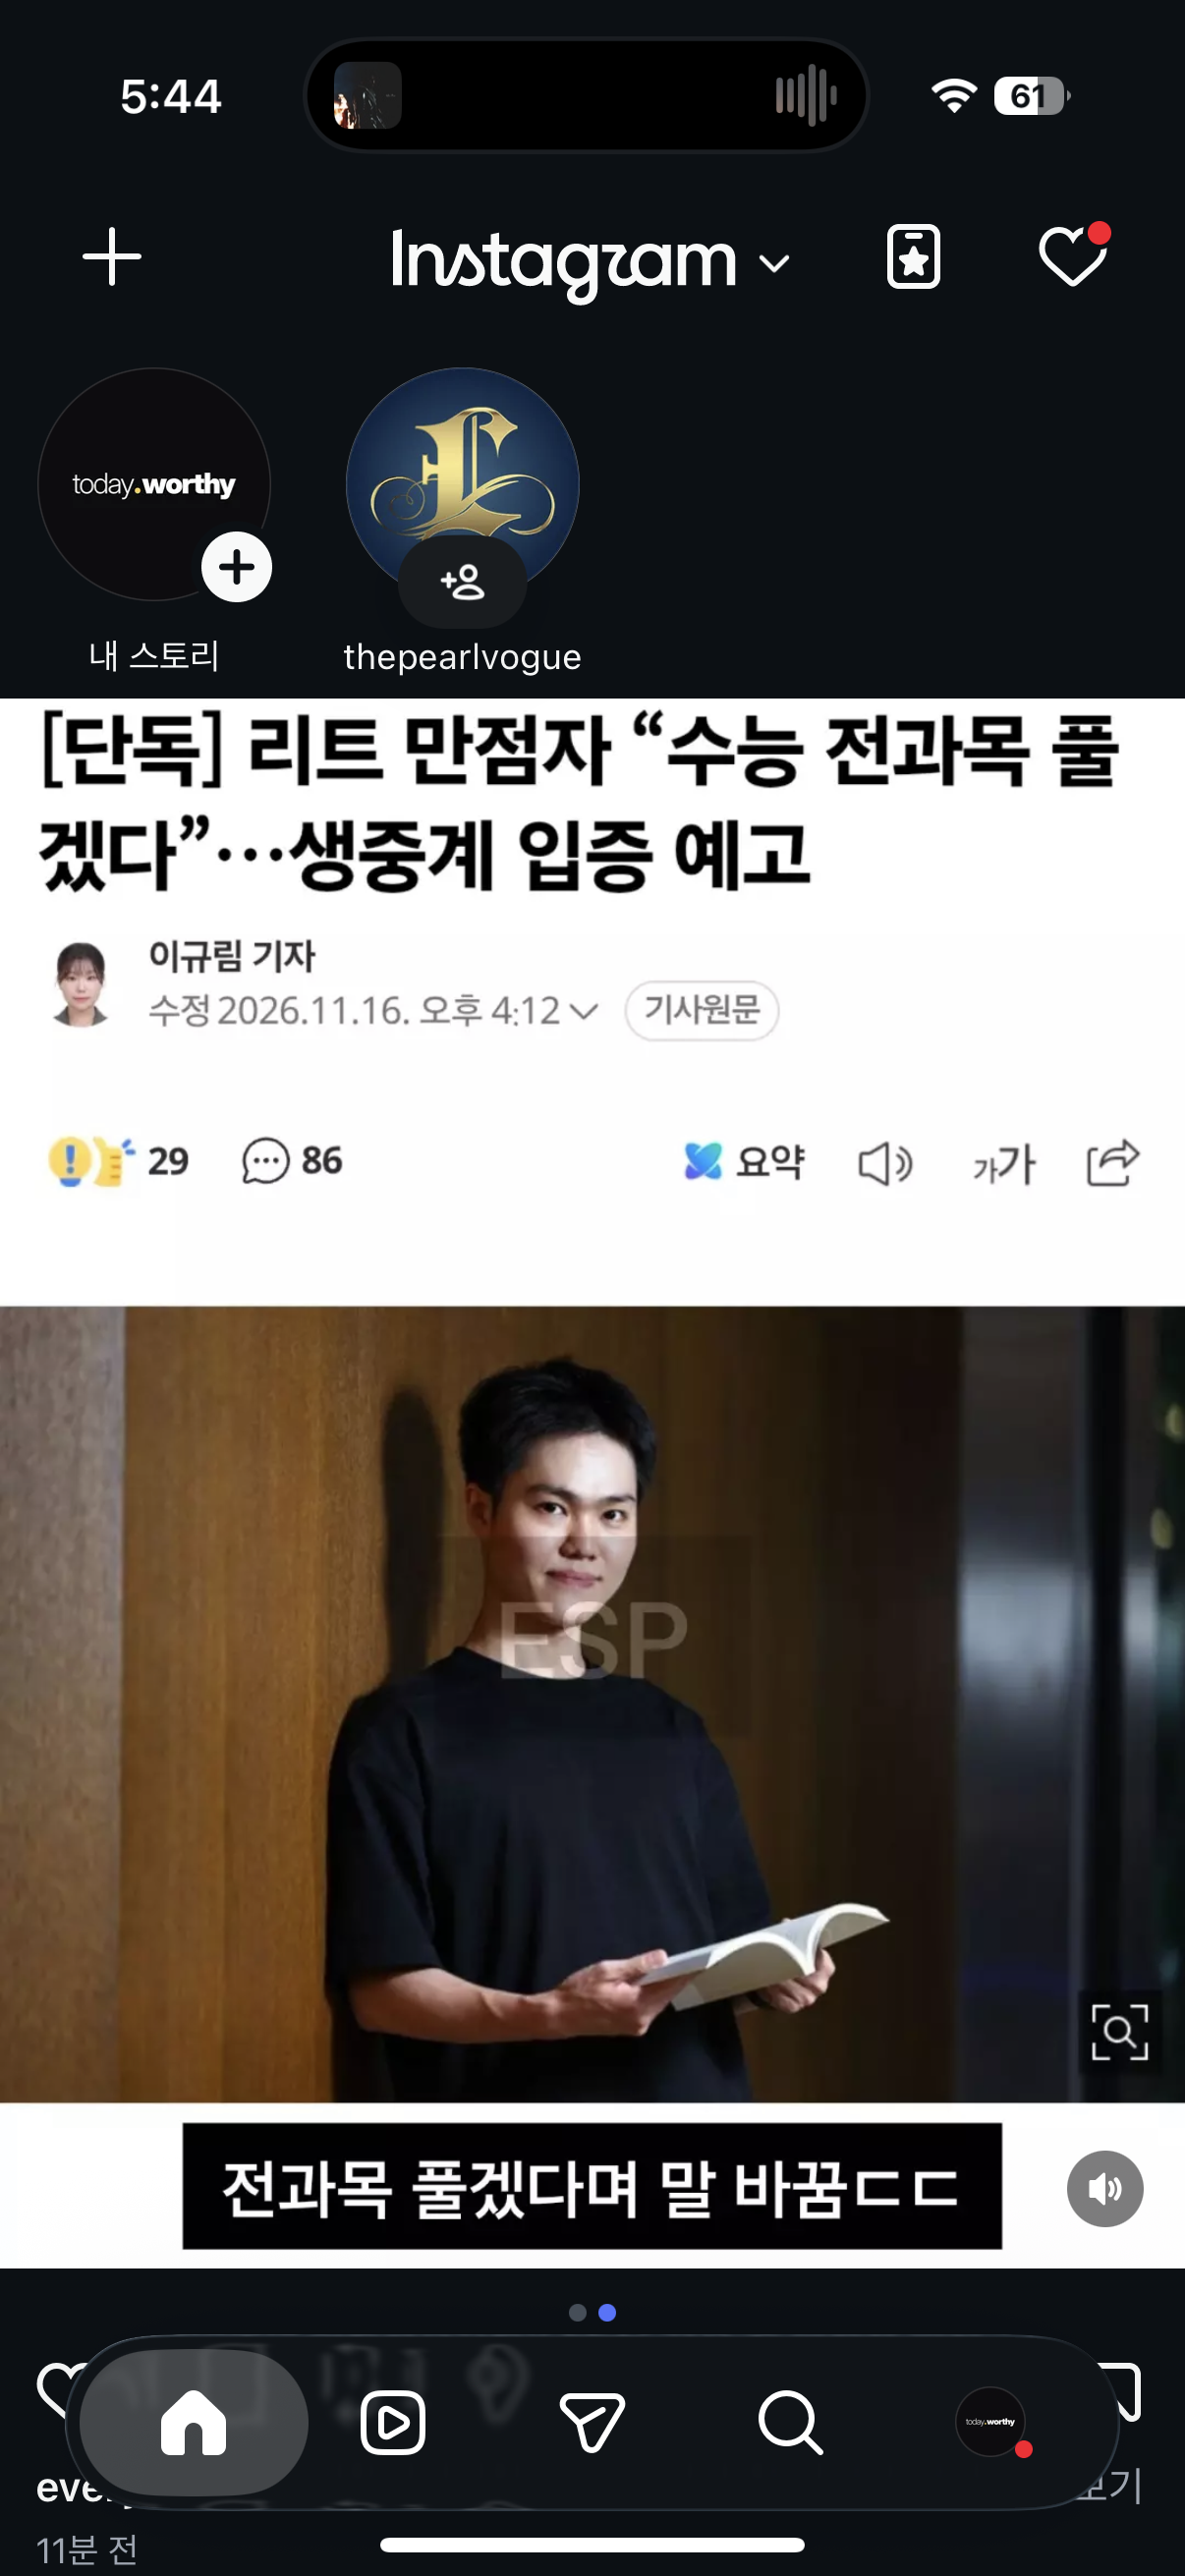 5:44
61
Instagram
today.worthy
내 스토리
thepearlvogue
[단독] 리트 만점자 “수능 전과목 풀
겠다”…생중계 입증 예고
이규림 기자
수정 2026.11.16. 오후 4:12
기사원문
29
86
요약
가가
ESP
전과목 풀겠다며 말 바꿈ㄷㄷ
today.worthy
11분 전